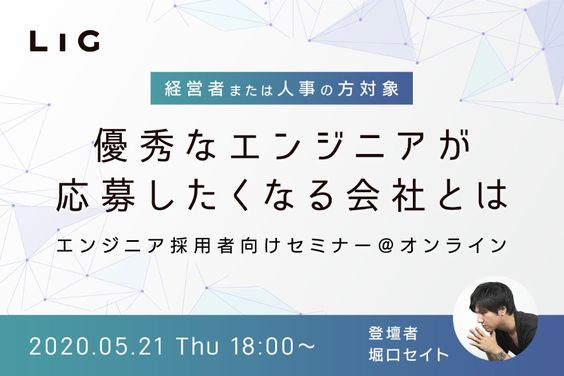 LIG
経営者または人事の方対象
優秀なエンジニアが
応募したくなる会社とは
エンジニア採用者向けセミナー@オンライン
2020.05.21 Thu 18:00〜
登壇者
堀口セイト